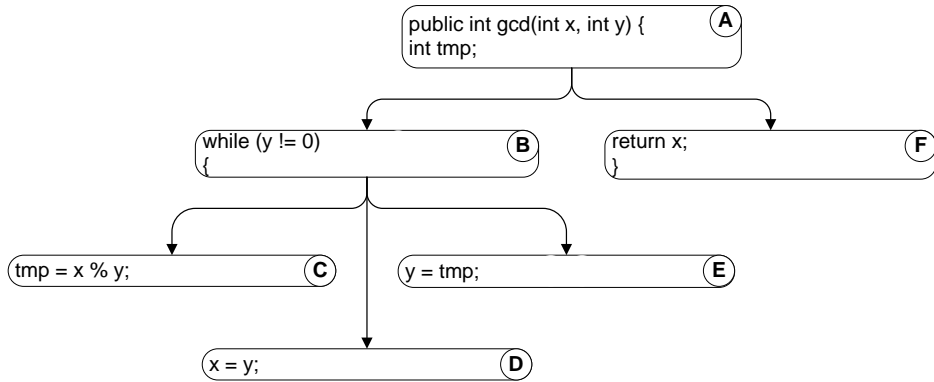 public int gcd(int x, int y) { A
int tmp;
while (y != 0) B
{
return x; F
}
tmp = x % y; C
y = tmp; E
x = y; D